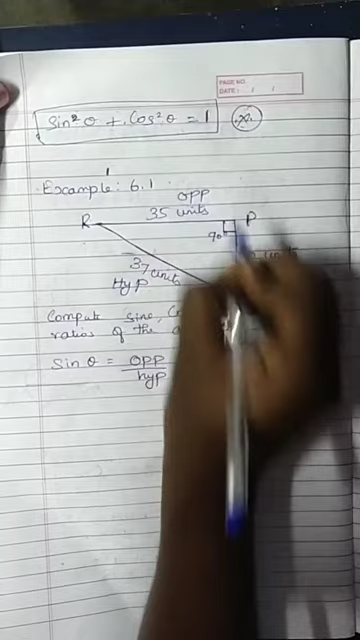 PAGE NO.
DATE: / /
Sin²θ + Cos²θ = 1
Example: 6.1
OPP
35 units
R
P
90
units
37 units
Hyp
Compute sine,
ratios of the
Sin θ = OPP / hyp